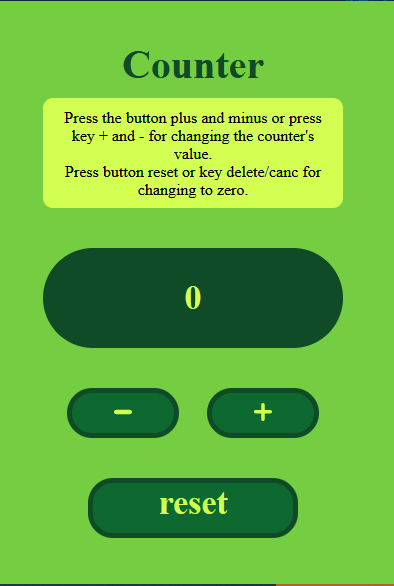 Counter
Press the button plus and minus or press
key + and - for changing the counter's
value.
Press button reset or key delete/canc for
changing to zero.
0
− +
reset